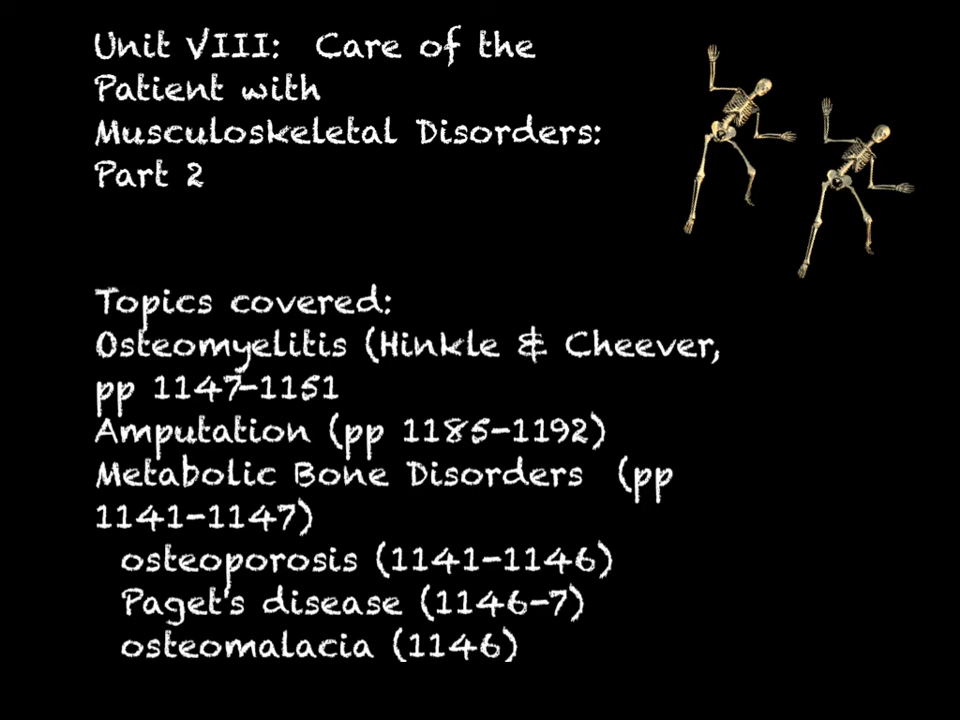 Unit VIII:  Care of the
Patient with
Musculoskeletal Disorders:
Part 2
Topics covered:
Osteomyelitis (Hinkle & Cheever,
pp 1147-1151
Amputation (pp 1185-1192)
Metabolic Bone Disorders  (pp
1141-1147)
osteoporosis (1141-1146)
Paget's disease (1146-7)
osteomalacia (1146)